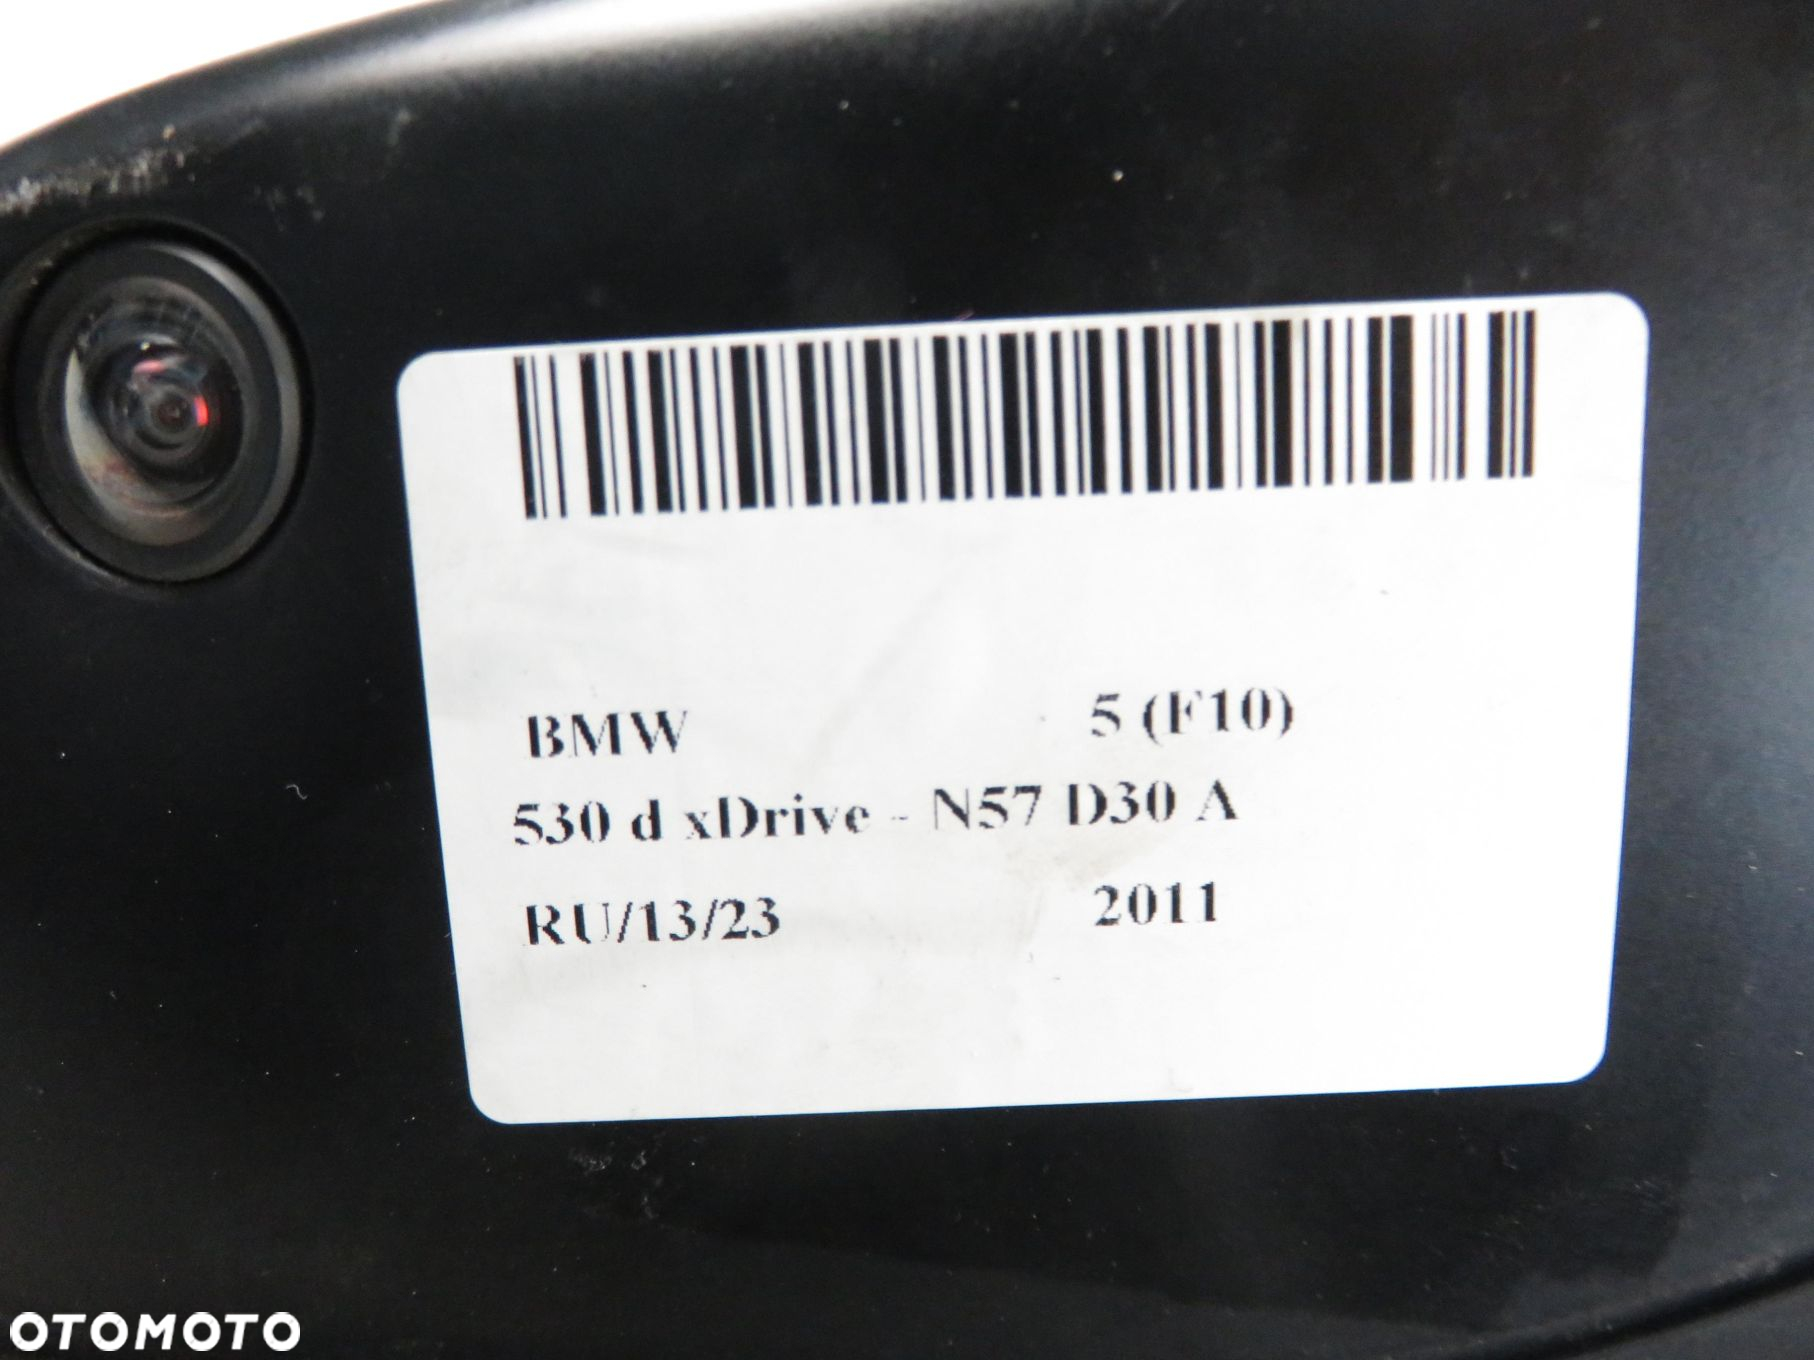 BMW 5 (F10)
530 d xDrive - N57 D30 A
RU/13/23 2011
OTOMOTO